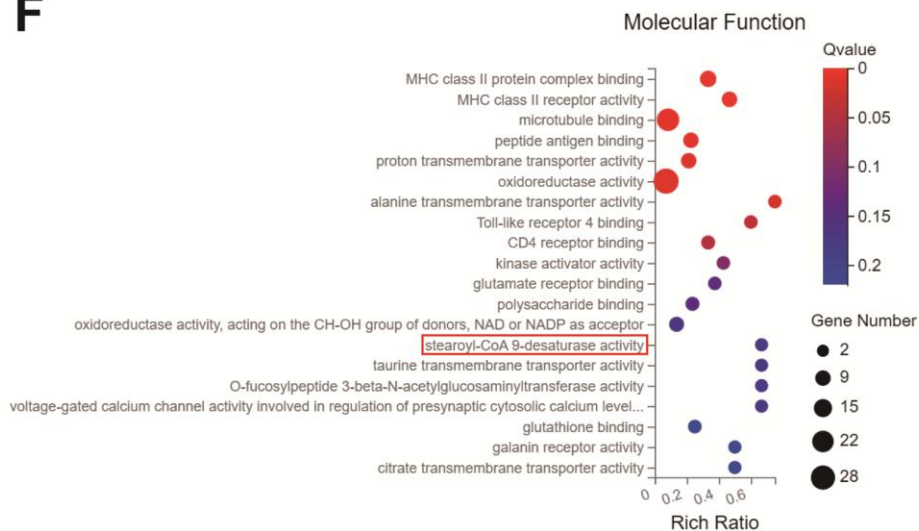 F
Molecular Function
MHC class II protein complex binding
MHC class II receptor activity
microtubule binding
peptide antigen binding
proton transmembrane transporter activity
oxidoreductase activity
alanine transmembrane transporter activity
Toll-like receptor 4 binding
CD4 receptor binding
kinase activator activity
glutamate receptor binding
polysaccharide binding
oxidoreductase activity, acting on the CH-OH group of donors, NAD or NADP as acceptor
stearoyl-CoA 9-desaturase activity
taurine transmembrane transporter activity
O-fucosylpeptide 3-beta-N-acetylglucosaminyltransferase activity
voltage-gated calcium channel activity involved in regulation of presynaptic cytosolic calcium level...
glutathione binding
galanin receptor activity
citrate transmembrane transporter activity
0 0.2 0.4 0.6
Rich Ratio
Qvalue
0
0.05
0.1
0.15
0.2
Gene Number
2
9
15
22
28